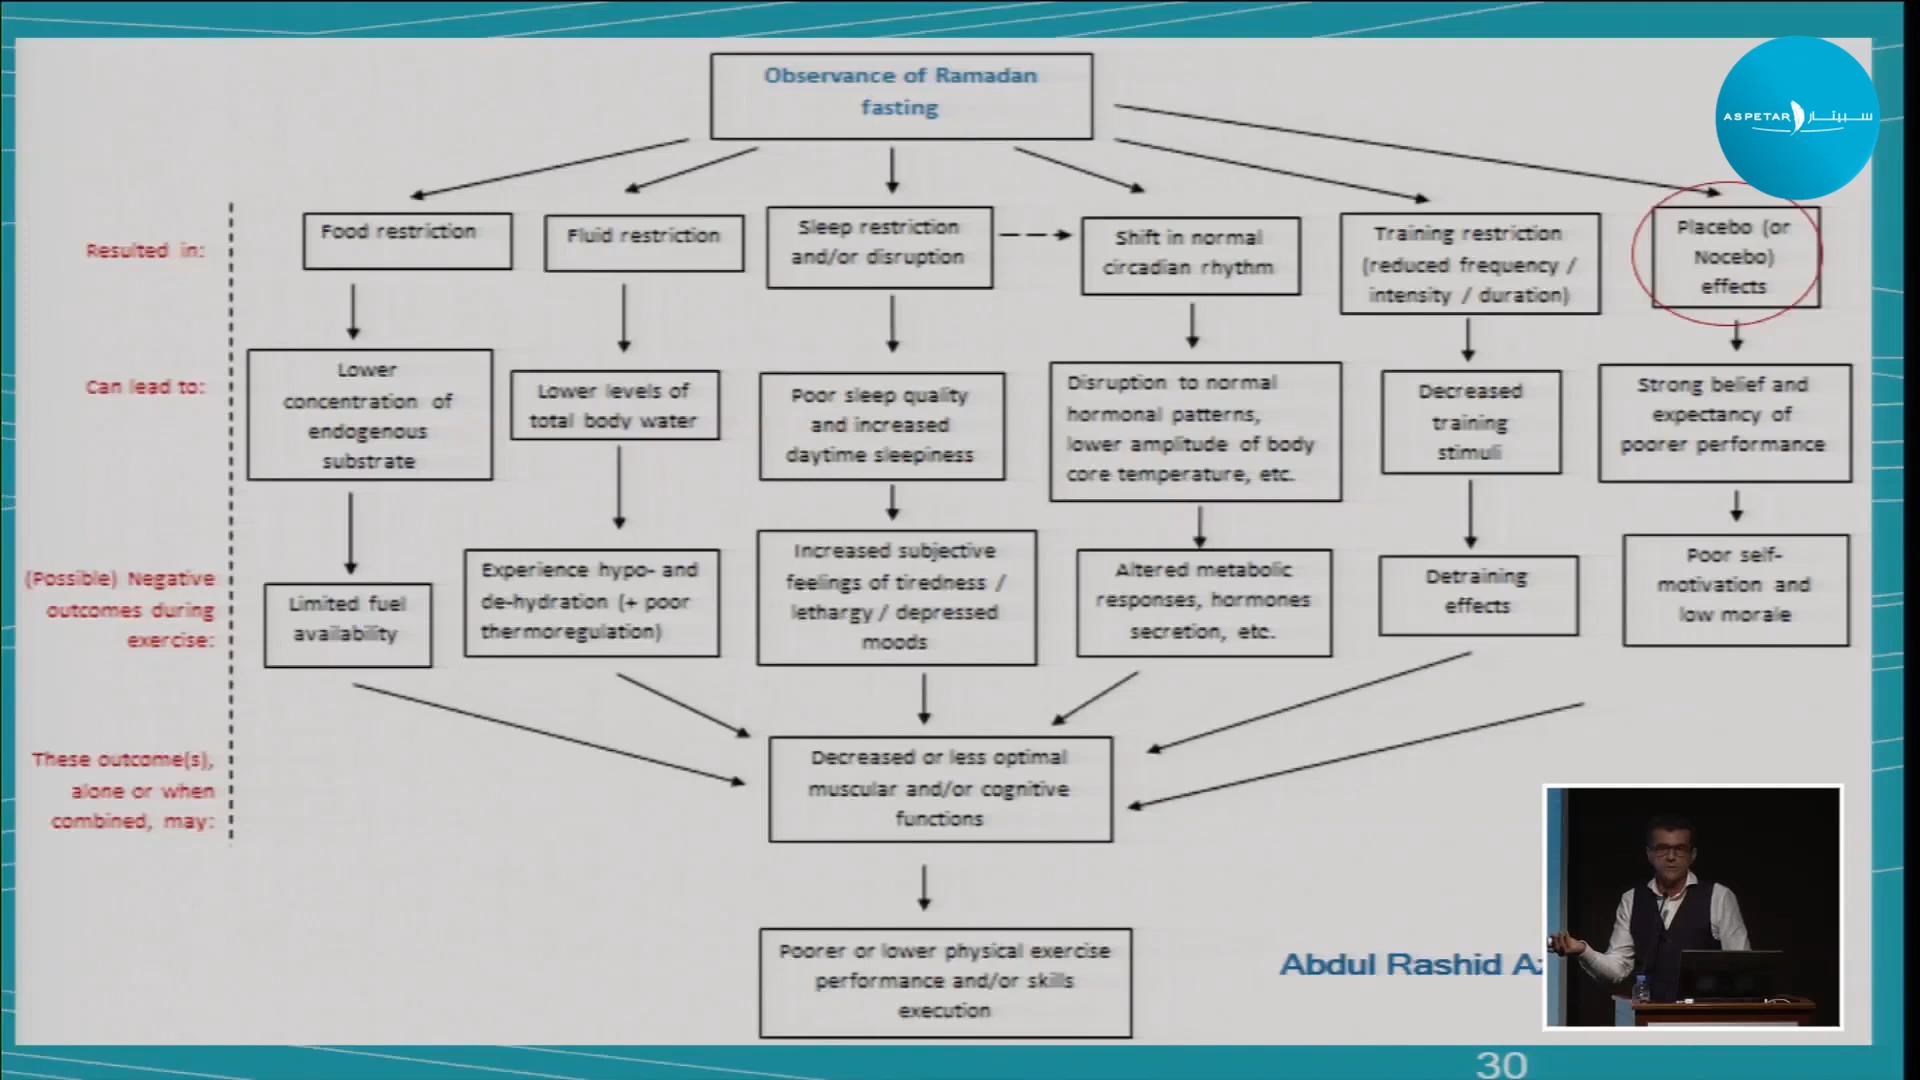 Observance of Ramadan
fasting
ASPETAR سبيتار
Resulted in:
Food restriction
Fluid restriction
Sleep restriction
and/or disruption
Shift in normal
circadian rhythm
Training restriction
(reduced frequency /
intensity / duration)
Placebo (or
Nocebo)
effects
Can lead to:
Lower
concentration of
endogenous
substrate
Lower levels of
total body water
Poor sleep quality
and increased
daytime sleepiness
Disruption to normal
hormonal patterns,
lower amplitude of body
core temperature, etc.
Decreased
training
stimuli
Strong belief and
expectancy of
poorer performance
(Possible) Negative
outcomes during
exercise:
Limited fuel
availability
Experience hypo- and
de-hydration (+ poor
thermoregulation)
Increased subjective
feelings of tiredness /
lethargy / depressed
moods
Altered metabolic
responses, hormones
secretion, etc.
Detraining
effects
Poor self-
motivation and
low morale
These outcome(s),
alone or when
combined, may:
Decreased or less optimal
muscular and/or cognitive
functions
Poorer or lower physical exercise
performance and/or skills
execution
Abdul Rashid
30